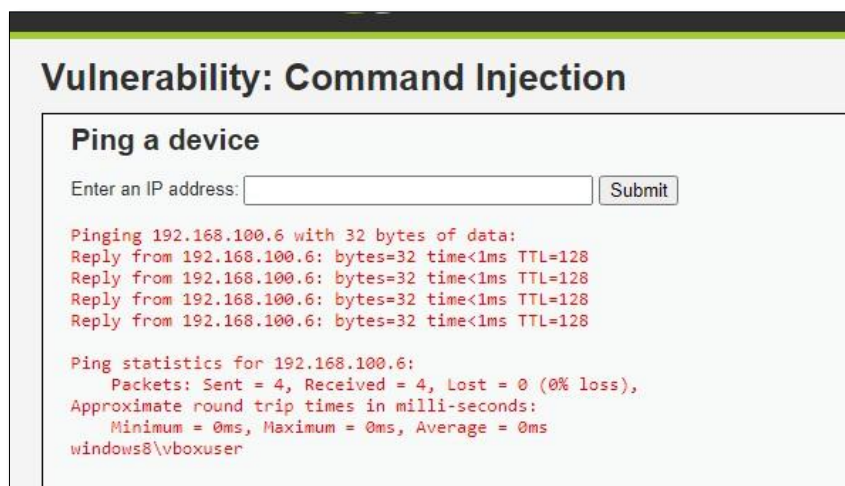 Vulnerability: Command Injection
Ping a device
Enter an IP address: Submit
Pinging 192.168.100.6 with 32 bytes of data:
Reply from 192.168.100.6: bytes=32 time<1ms TTL=128
Reply from 192.168.100.6: bytes=32 time<1ms TTL=128
Reply from 192.168.100.6: bytes=32 time<1ms TTL=128
Reply from 192.168.100.6: bytes=32 time<1ms TTL=128
Ping statistics for 192.168.100.6:
Packets: Sent = 4, Received = 4, Lost = 0 (0% loss),
Approximate round trip times in milli-seconds:
Minimum = 0ms, Maximum = 0ms, Average = 0ms
windows8\vboxuser